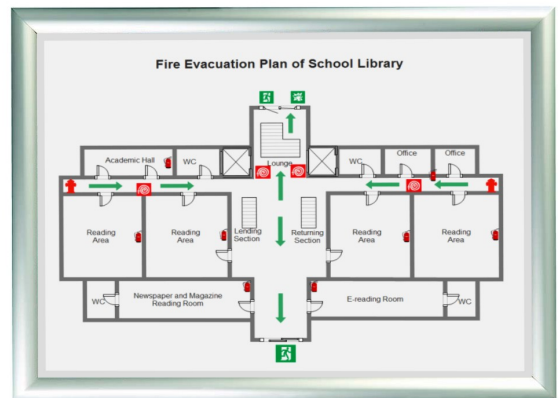 Fire Evacuation Plan of School Library
Lounge
Academic Hall
WC
WC
Office
Office
Reading
Area
Reading
Area
Lending
Section
Returning
Section
Reading
Area
Reading
Area
WC
Newspaper and Magazine
Reading Room
E-reading Room
WC